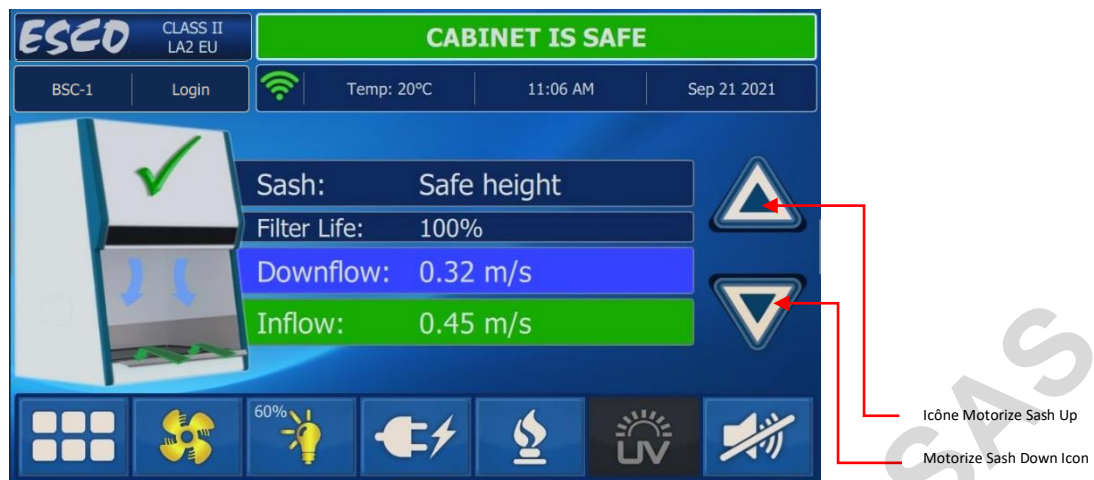 ESCO
CLASS II
LA2 EU
CABINET IS SAFE
BSC-1
Login
Temp: 20°C
11:06 AM
Sep 21 2021
Sash: Safe height
Filter Life: 100%
Downflow: 0.32 m/s
Inflow: 0.45 m/s
60%
UV
Icône Motorize Sash Up
Motorize Sash Down Icon
SAS